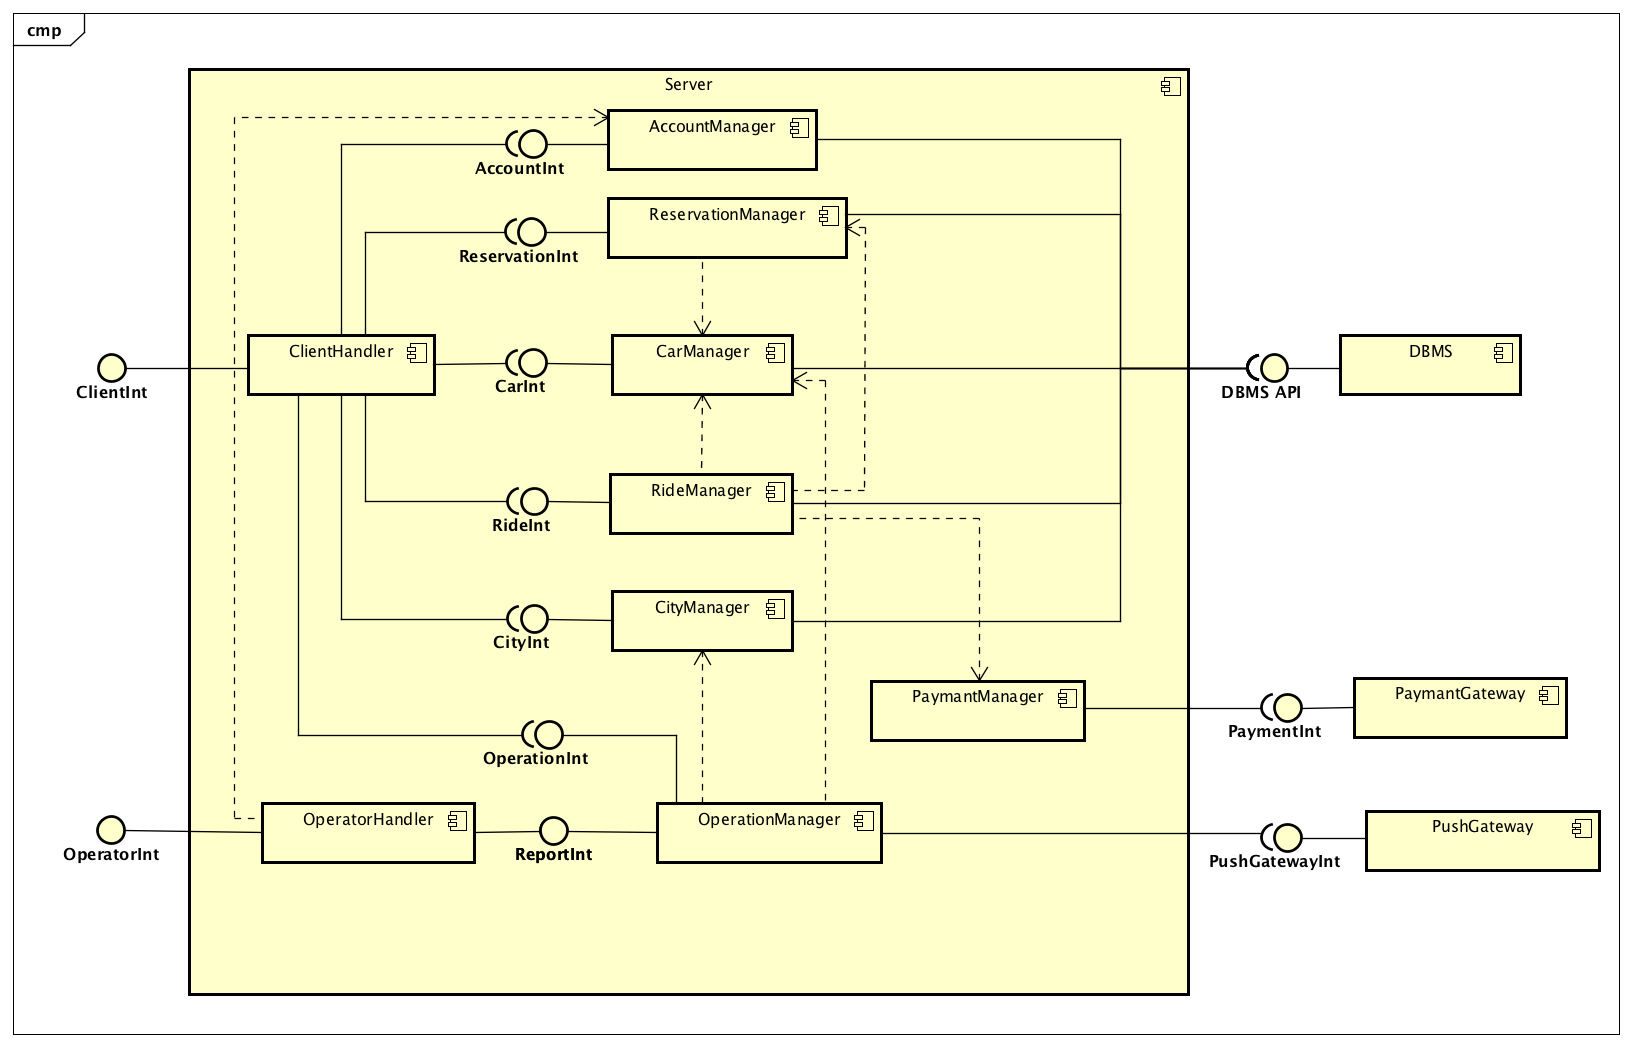 cmp
Server
AccountManager
AccountInt
ReservationManager
ReservationInt
ClientHandler
CarManager
DBMS
ClientInt
CarInt
DBMS API
RideManager
RideInt
CityManager
CityInt
PaymantManager
PaymantGateway
PaymentInt
OperationInt
OperatorHandler
OperationManager
PushGateway
OperatorInt
ReportInt
PushGatewayInt